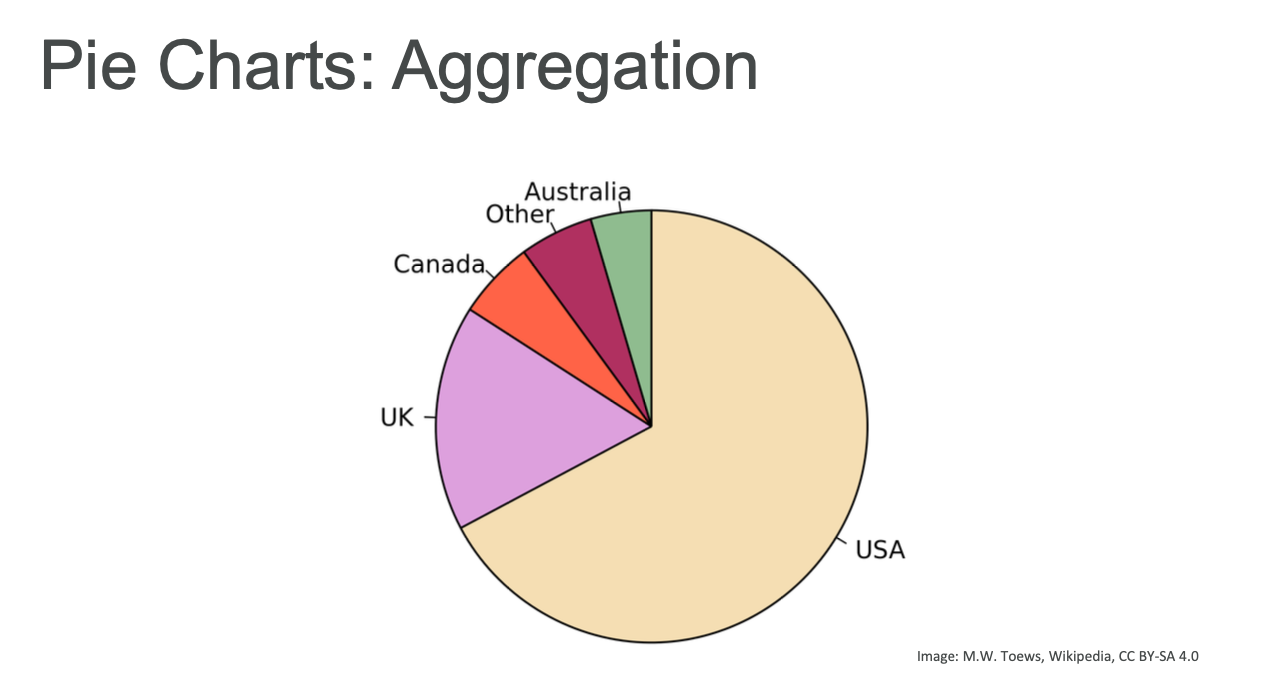 Pie Charts: Aggregation
Australia
Other
Canada
UK
USA
Image: M.W. Toews, Wikipedia, CC BY-SA 4.0